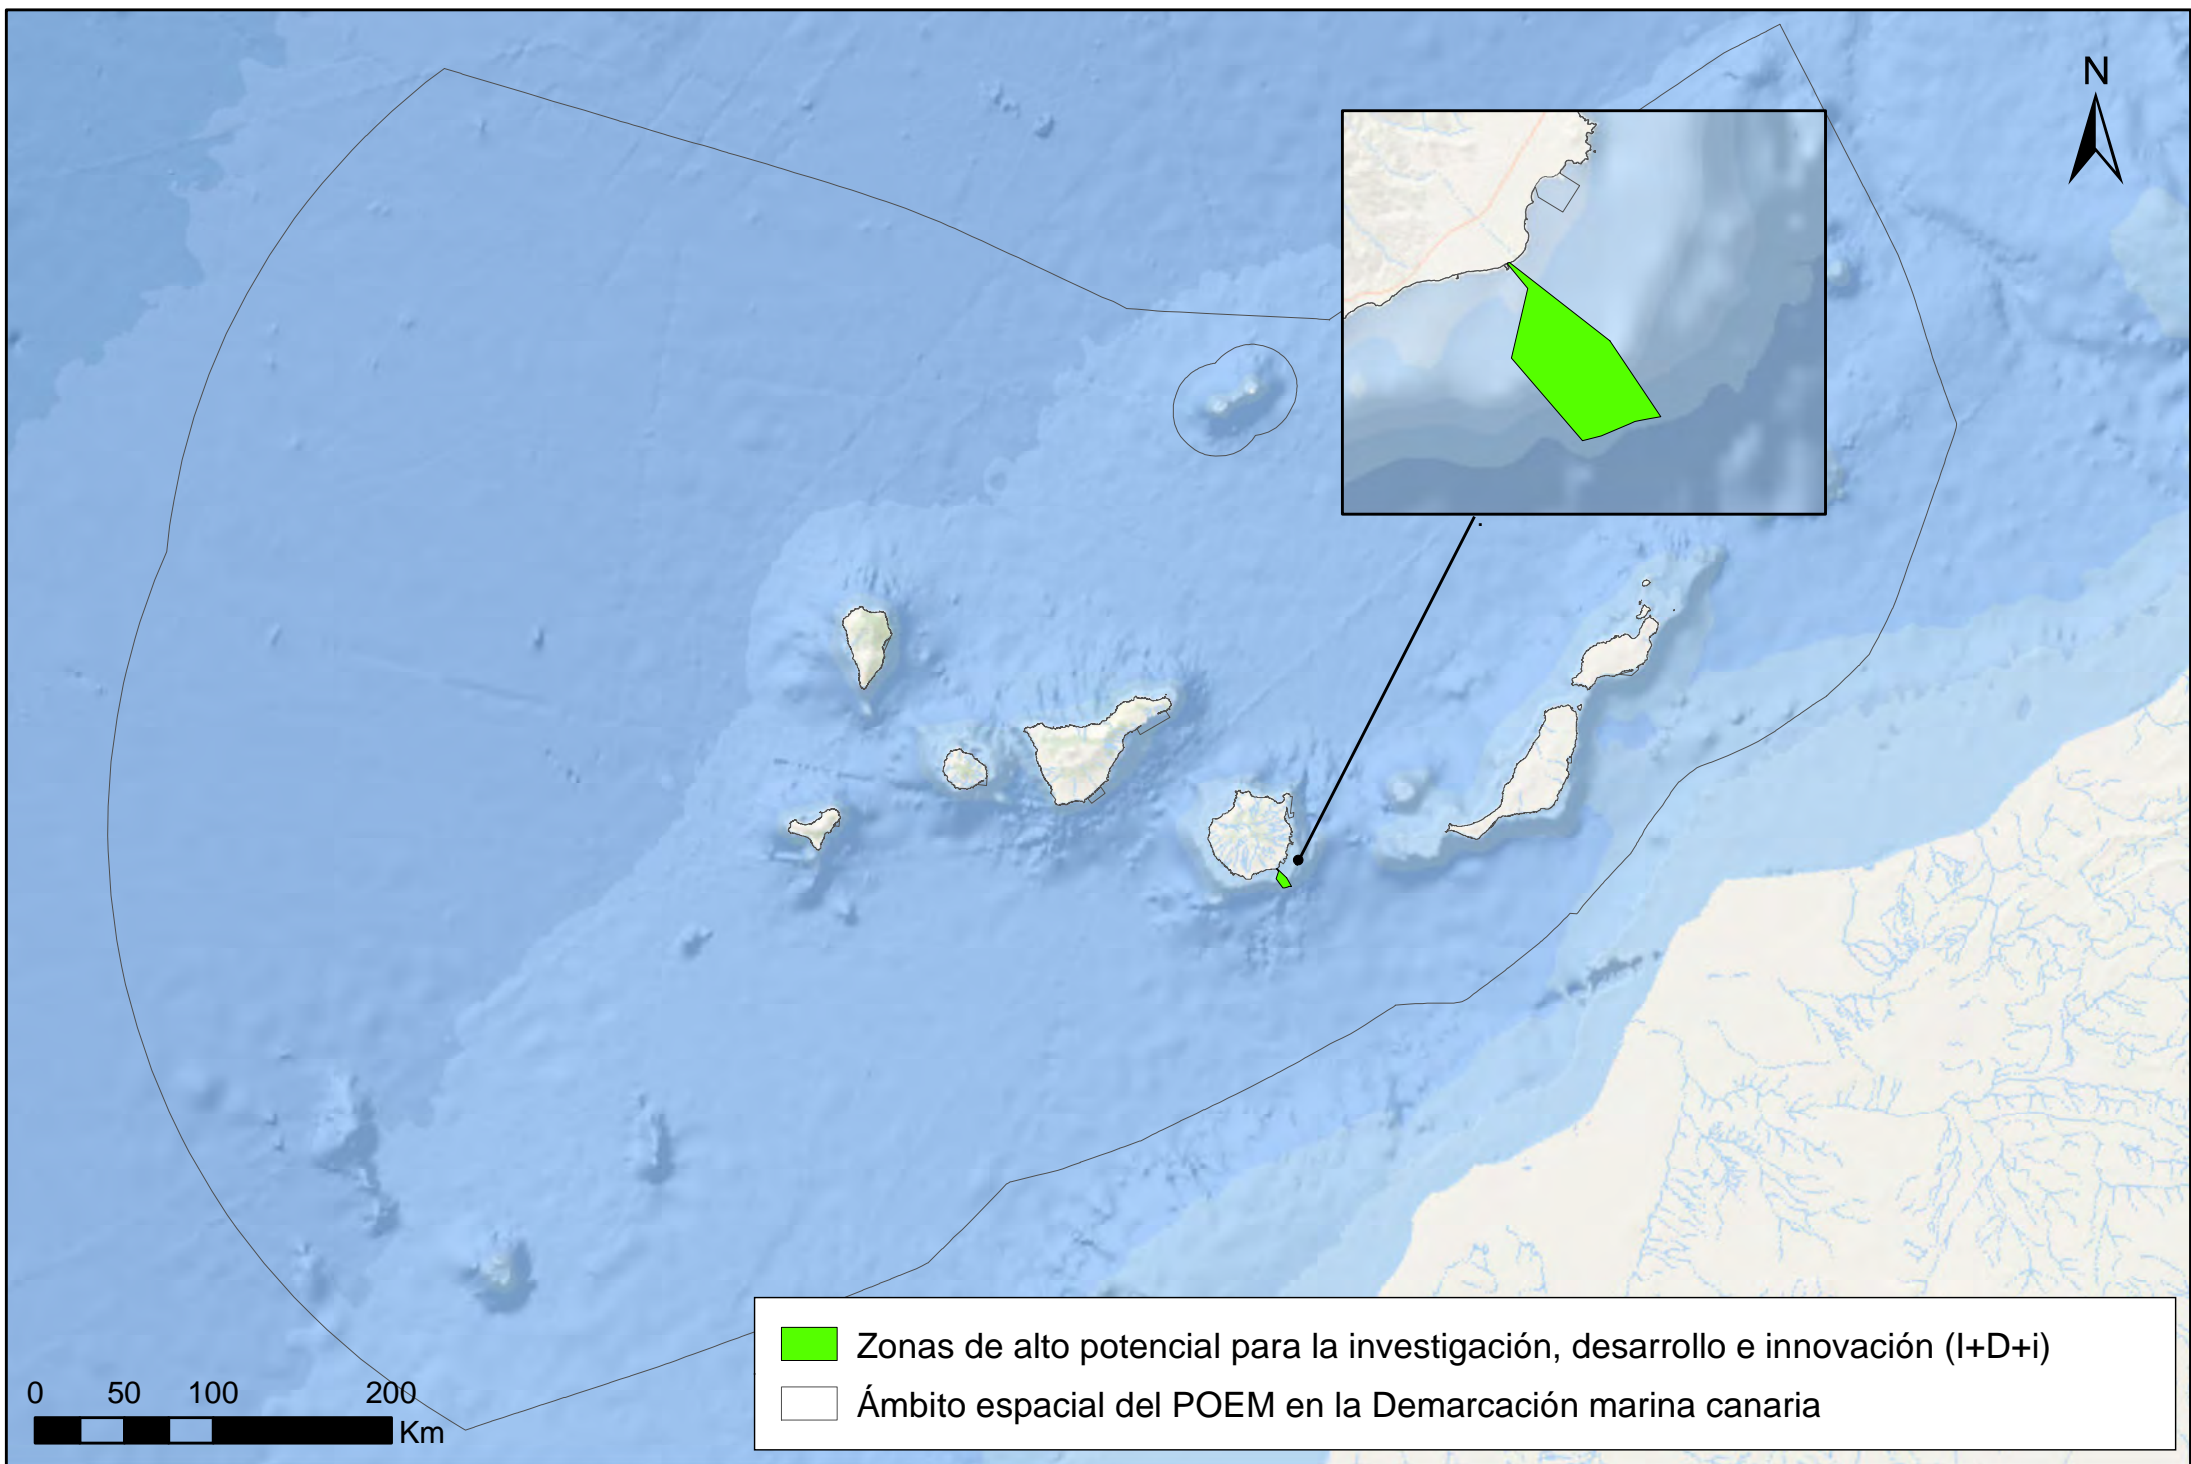 N
Zonas de alto potencial para la investigación, desarrollo e innovación (I+D+i)
Ámbito espacial del POEM en la Demarcación marina canaria
0 50 100 200
Km